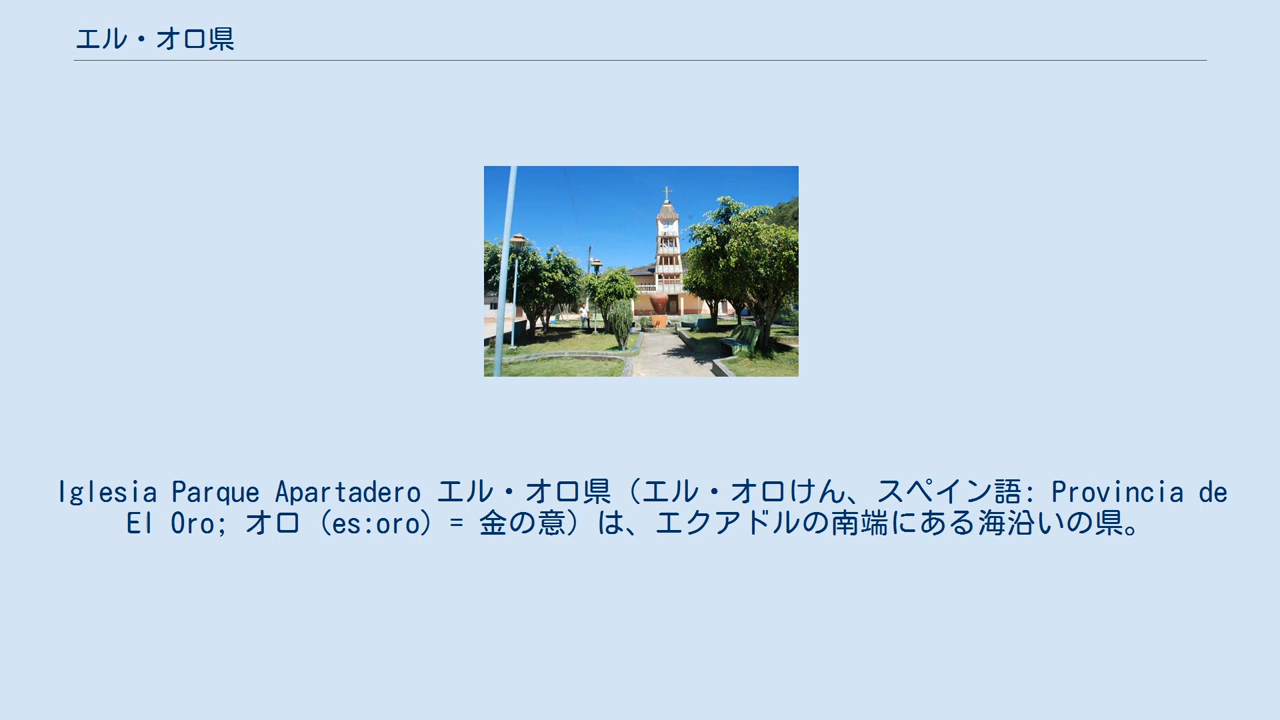 エル・オロ県
Iglesia Parque Apartadero エル・オロ県（エル・オロけん、スペイン語: Provincia de
El Oro; オロ（es:oro）= 金の意）は、エクアドルの南端にある海沿いの県。